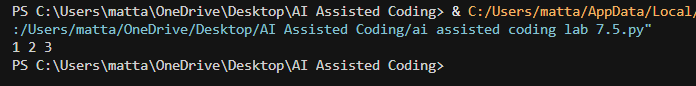 PS C:\Users\matta\OneDrive\Desktop\AI Assisted Coding> & C:/Users/matta/AppData/Local/
:/Users/matta/OneDrive/Desktop/AI Assisted Coding/ai assisted coding lab 7.5.py"
1 2 3
PS C:\Users\matta\OneDrive\Desktop\AI Assisted Coding>